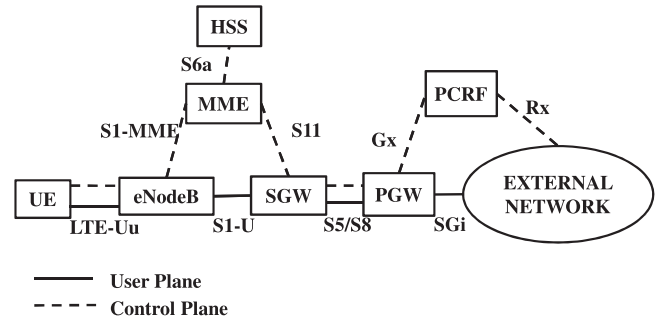 HSS
S6a
MME
PCRF
Rx
S1-MME
S11
Gx
UE
eNodeB
SGW
PGW
EXTERNAL
NETWORK
LTE-Uu
S1-U
S5/S8
SGi
User Plane
Control Plane